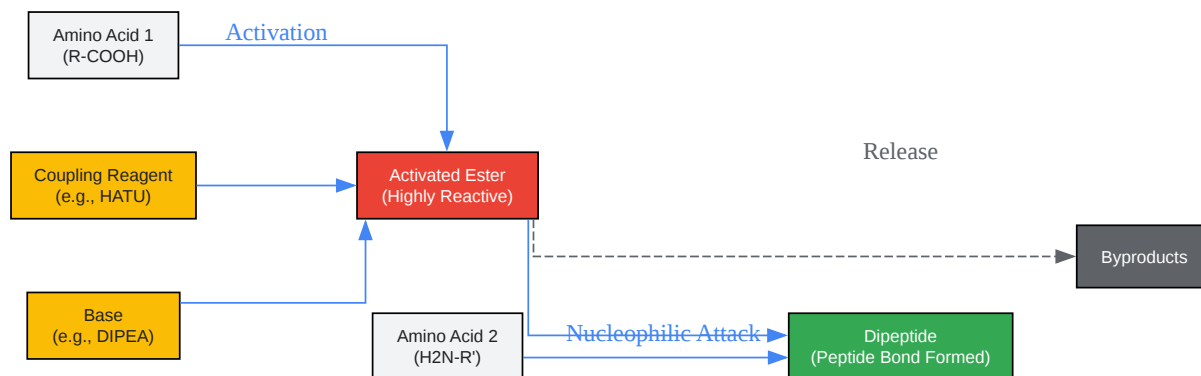 Amino Acid 1
(R-COOH)
Activation
Coupling Reagent
(e.g., HATU)
Activated Ester
(Highly Reactive)
Release
Byproducts
Base
(e.g., DIPEA)
Amino Acid 2
(H2N-R')
Nucleophilic Attack
Dipeptide
(Peptide Bond Formed)